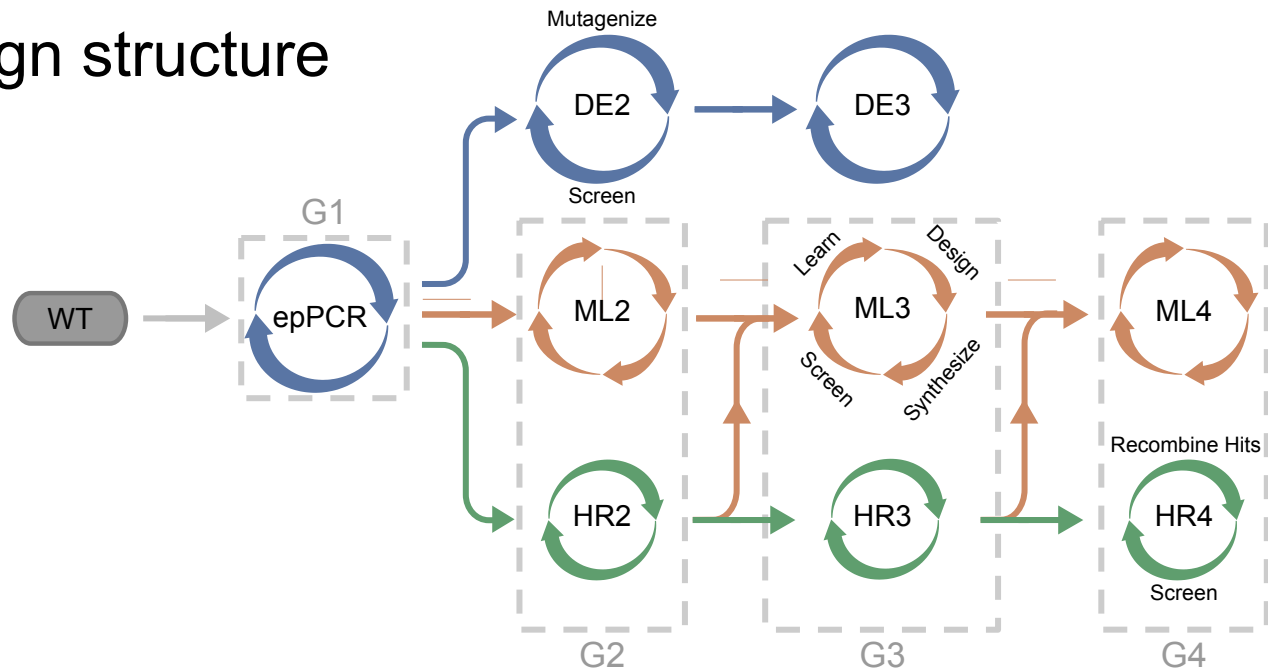 gn structure
Mutagenize
DE2
DE3
Screen
G1
WT
epPCR
ML2
Learn
Design
ML3
Screen
Synthesize
ML4
Recombine Hits
HR2
HR3
HR4
Screen
G2
G3
G4